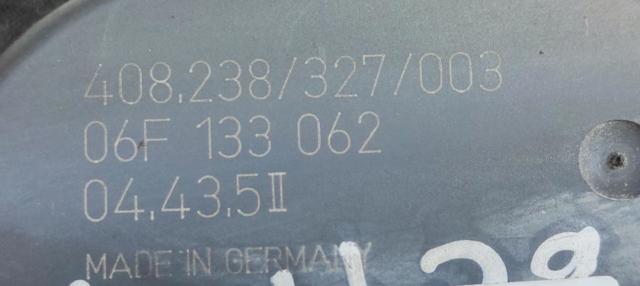 408.238/327/003
06F 133 062
04.43.5II
MADE IN GERMANY